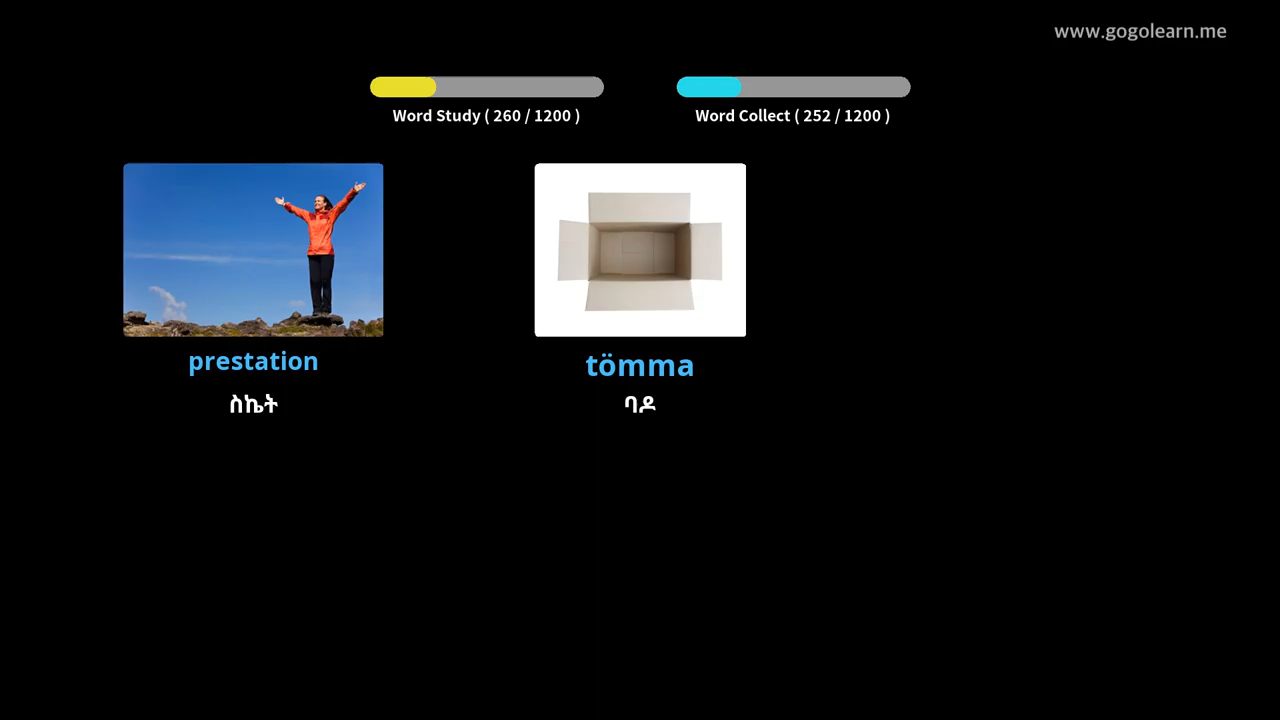 www.gogolearn.me
Word Study ( 260 / 1200 )
Word Collect ( 252 / 1200 )
prestation
tömma
ስኬት
ባዶ